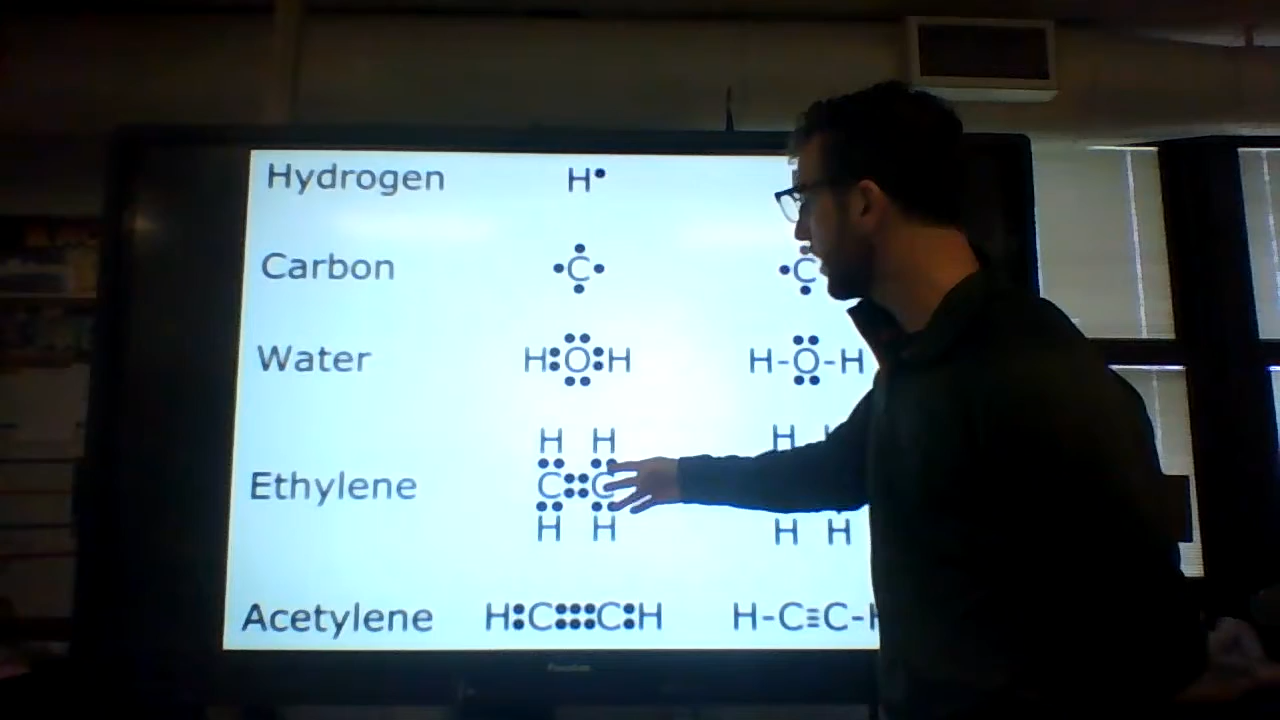 Hydrogen H•
Carbon •C• •C
Water H:O:H H-O-H
H H H
Ethylene C::C
H H H H
Acetylene H:C:::C:H H-C≡C-H